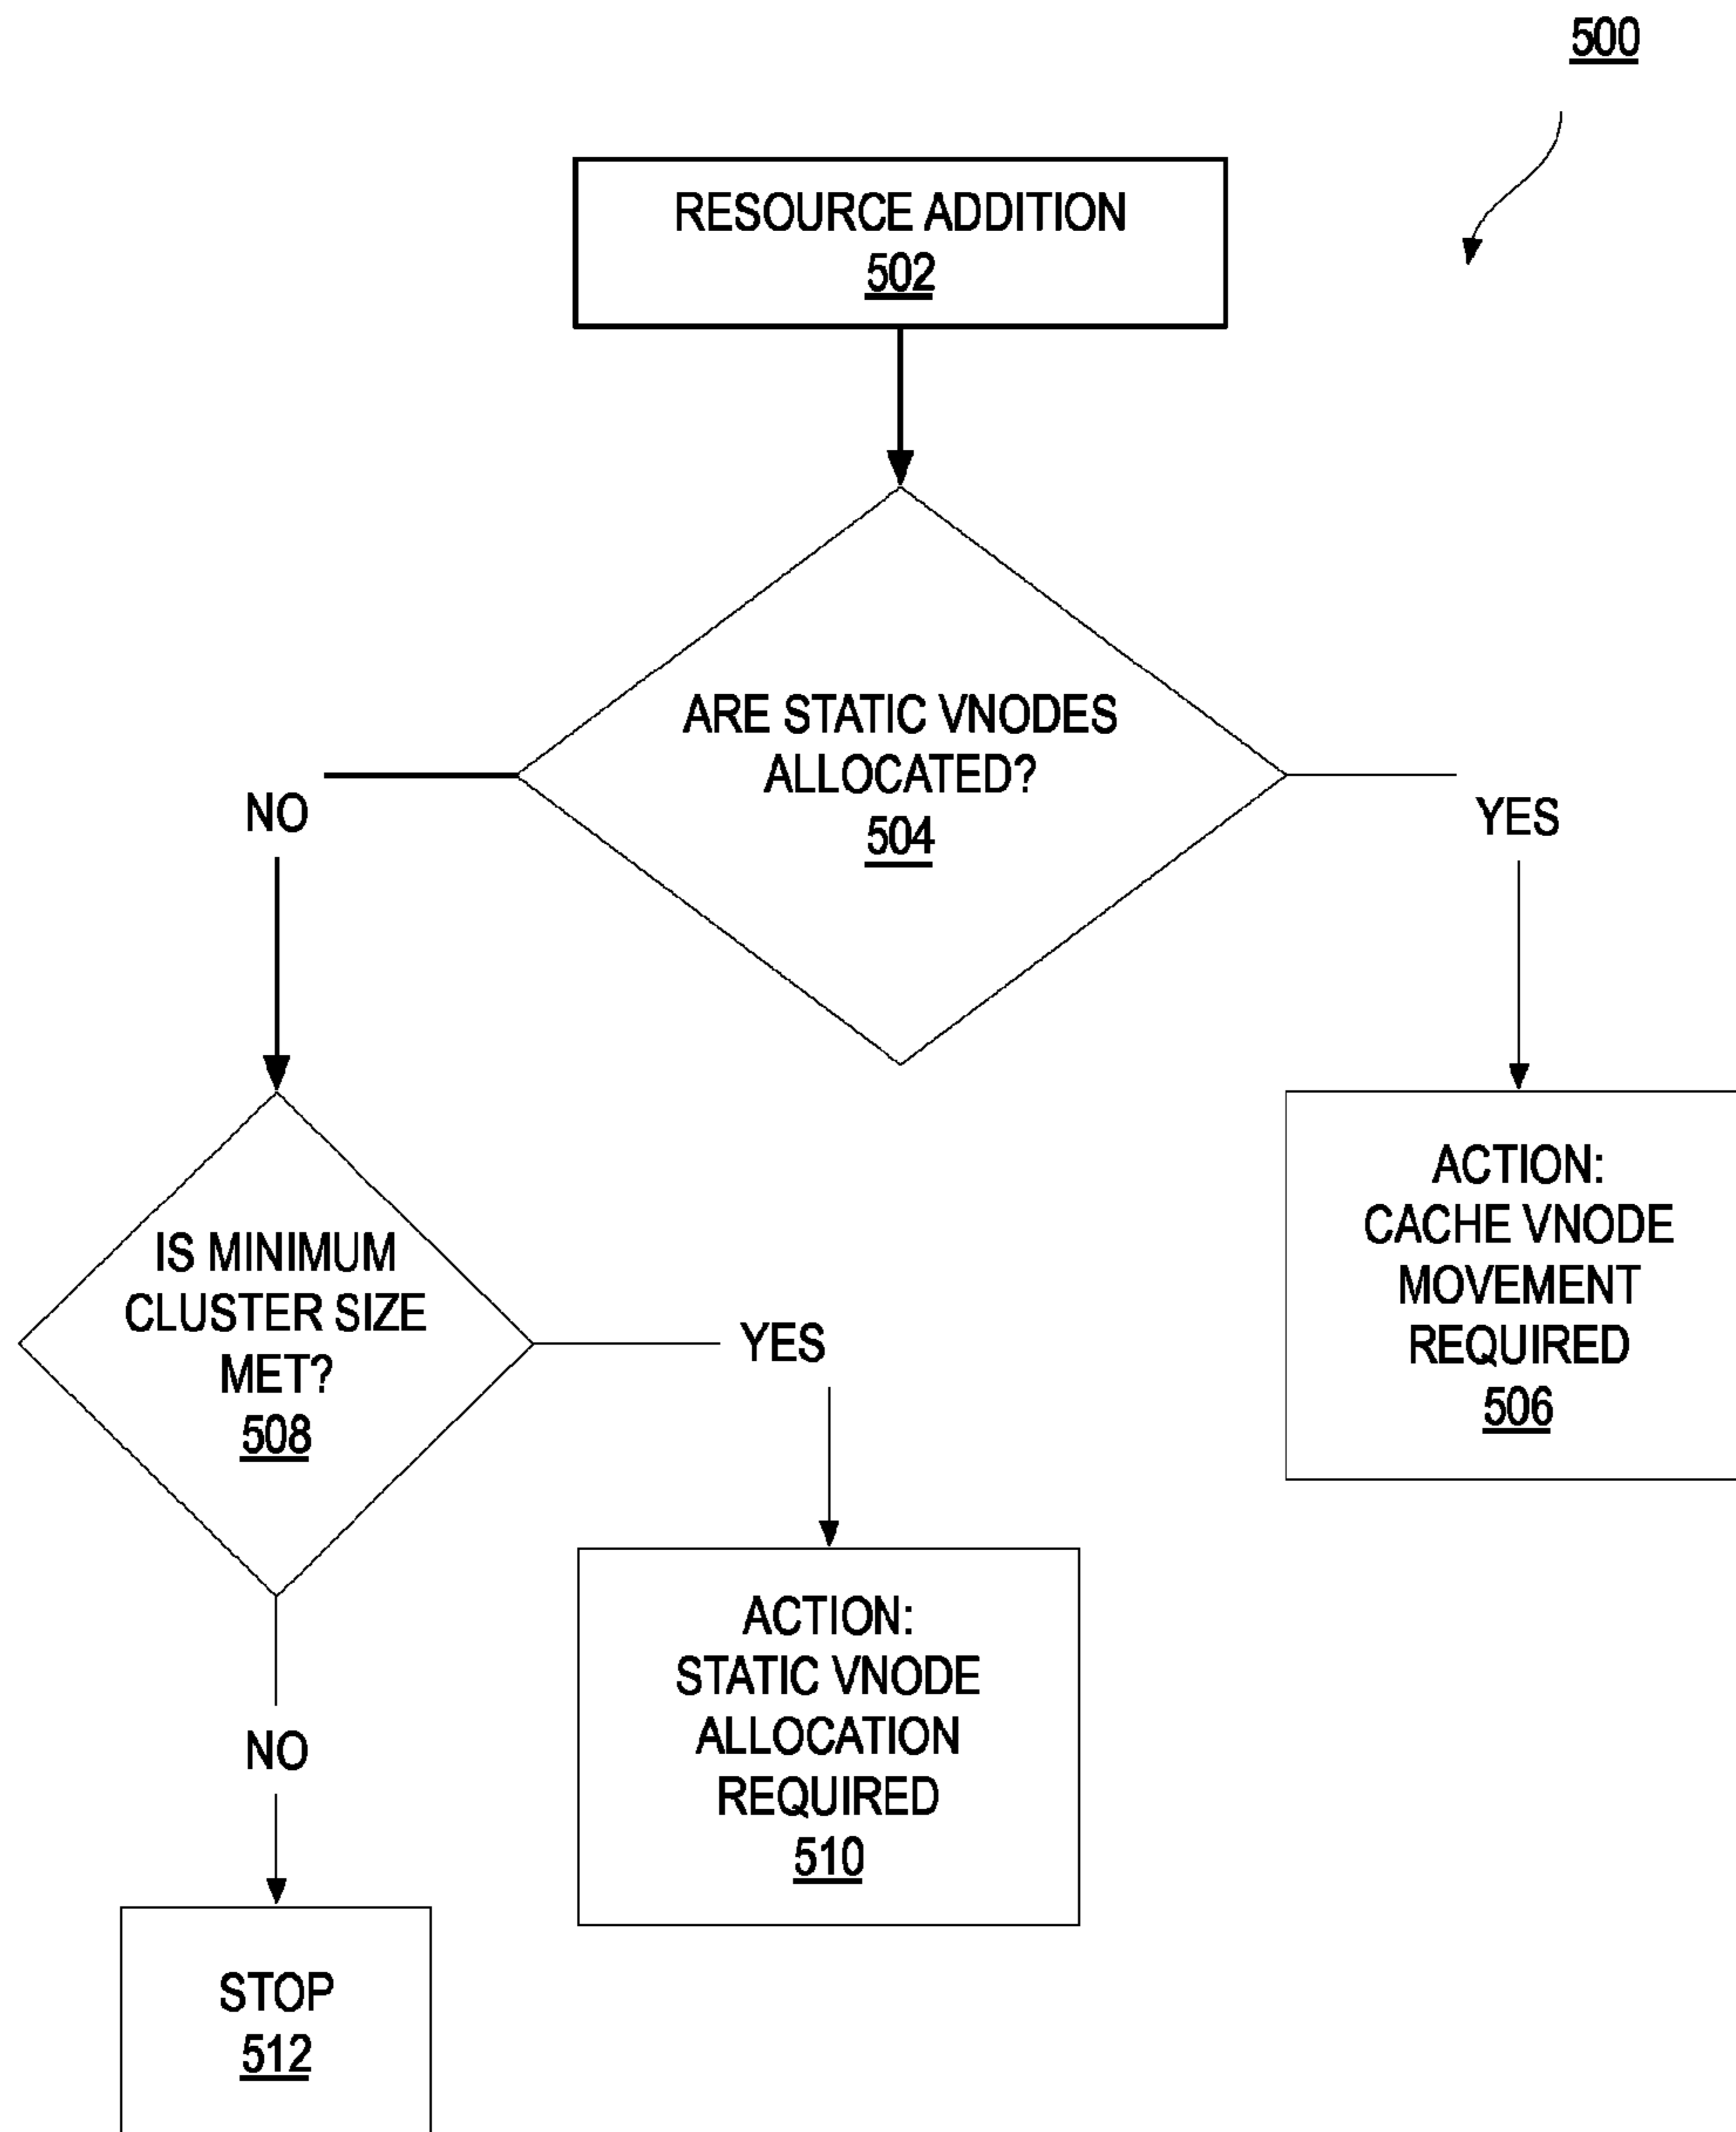 500
RESOURCE ADDITION
502
ARE STATIC VNODES
ALLOCATED?
504
NO
YES
ACTION:
CACHE VNODE
MOVEMENT
REQUIRED
506
IS MINIMUM
CLUSTER SIZE
MET?
508
YES
ACTION:
STATIC VNODE
ALLOCATION
REQUIRED
510
NO
STOP
512